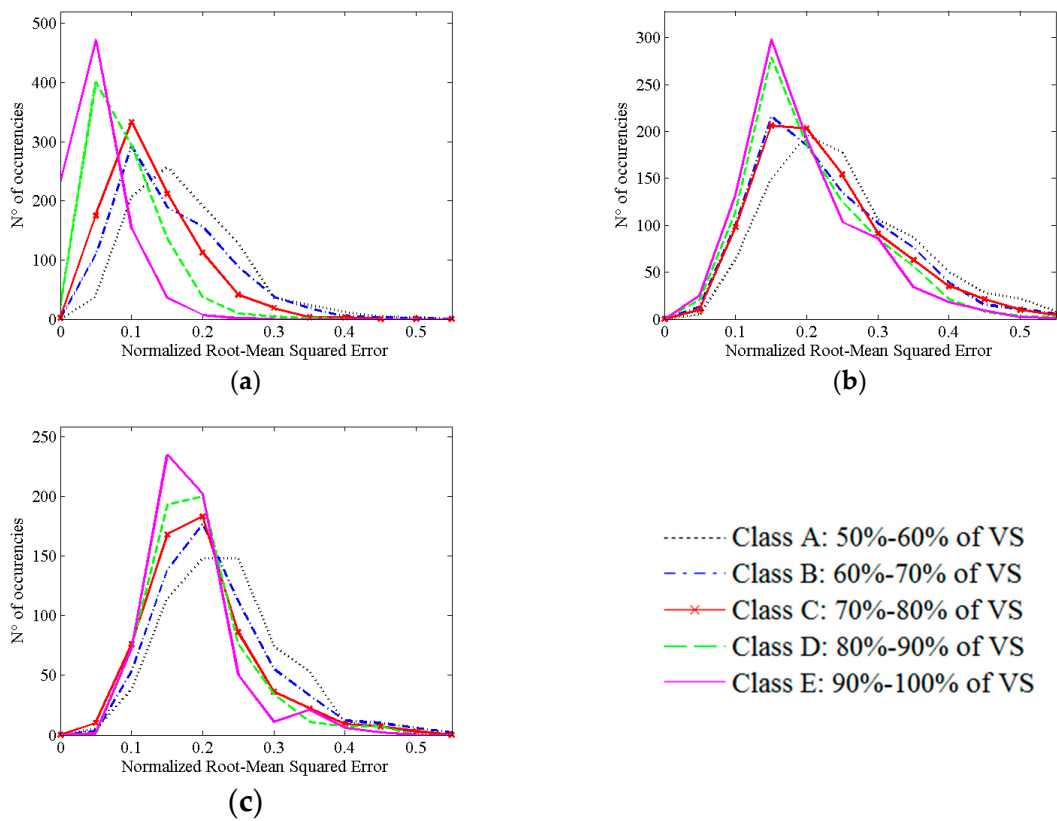 500
400
300
200
100
0
N° of occurencies
0 0.1 0.2 0.3 0.4 0.5
Normalized Root-Mean Squared Error
(a)
300
250
200
150
100
50
0
N° of occurencies
0 0.1 0.2 0.3 0.4 0.5
Normalized Root-Mean Squared Error
(b)
250
200
150
100
50
0
N° of occurencies
0 0.1 0.2 0.3 0.4 0.5
Normalized Root-Mean Squared Error
(c)
Class A: 50%-60% of VS
Class B: 60%-70% of VS
Class C: 70%-80% of VS
Class D: 80%-90% of VS
Class E: 90%-100% of VS